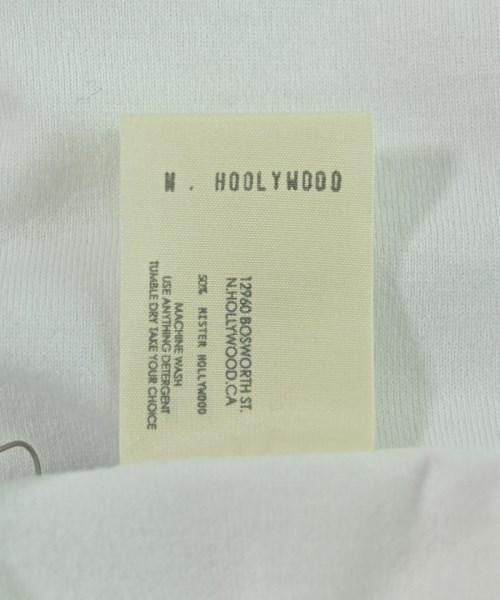 N. HOOLYWOOD
12960 BOSWORTH ST.
N.HOLLYWOOD.CA
50% MISTER HOLLYWOOD
MACHINE WASH
USE ANYTHING DETERGENT
TUMBLE DRY TAKE YOUR CHOICE